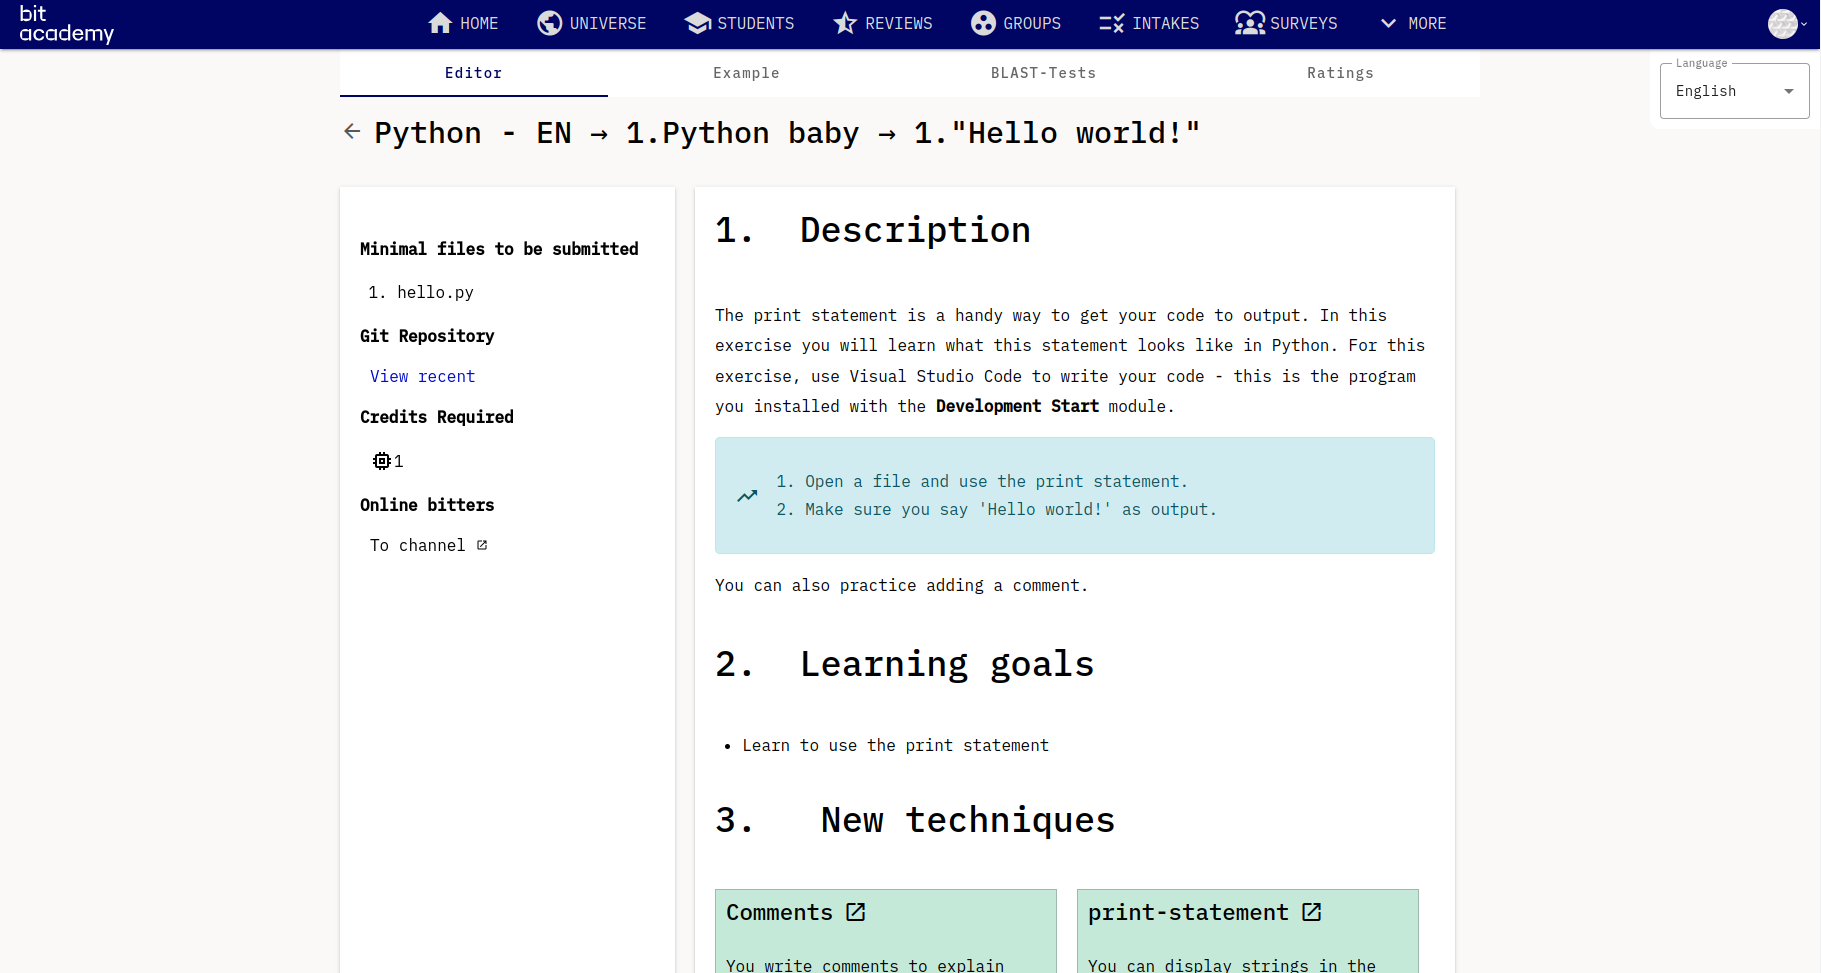 bit
academy
HOME UNIVERSE STUDENTS REVIEWS GROUPS INTAKES SURVEYS MORE
Editor Example BLAST-Tests Ratings
Language
English
← Python - EN → 1.Python baby → 1."Hello world!"
Minimal files to be submitted
1. hello.py
Git Repository
View recent
Credits Required
1
Online bitters
To channel
1. Description
The print statement is a handy way to get your code to output. In this
exercise you will learn what this statement looks like in Python. For this
exercise, use Visual Studio Code to write your code - this is the program
you installed with the Development Start module.
1. Open a file and use the print statement.
2. Make sure you say 'Hello world!' as output.
You can also practice adding a comment.
2. Learning goals
• Learn to use the print statement
3. New techniques
Comments
You write comments to explain
print-statement
You can display strings in the